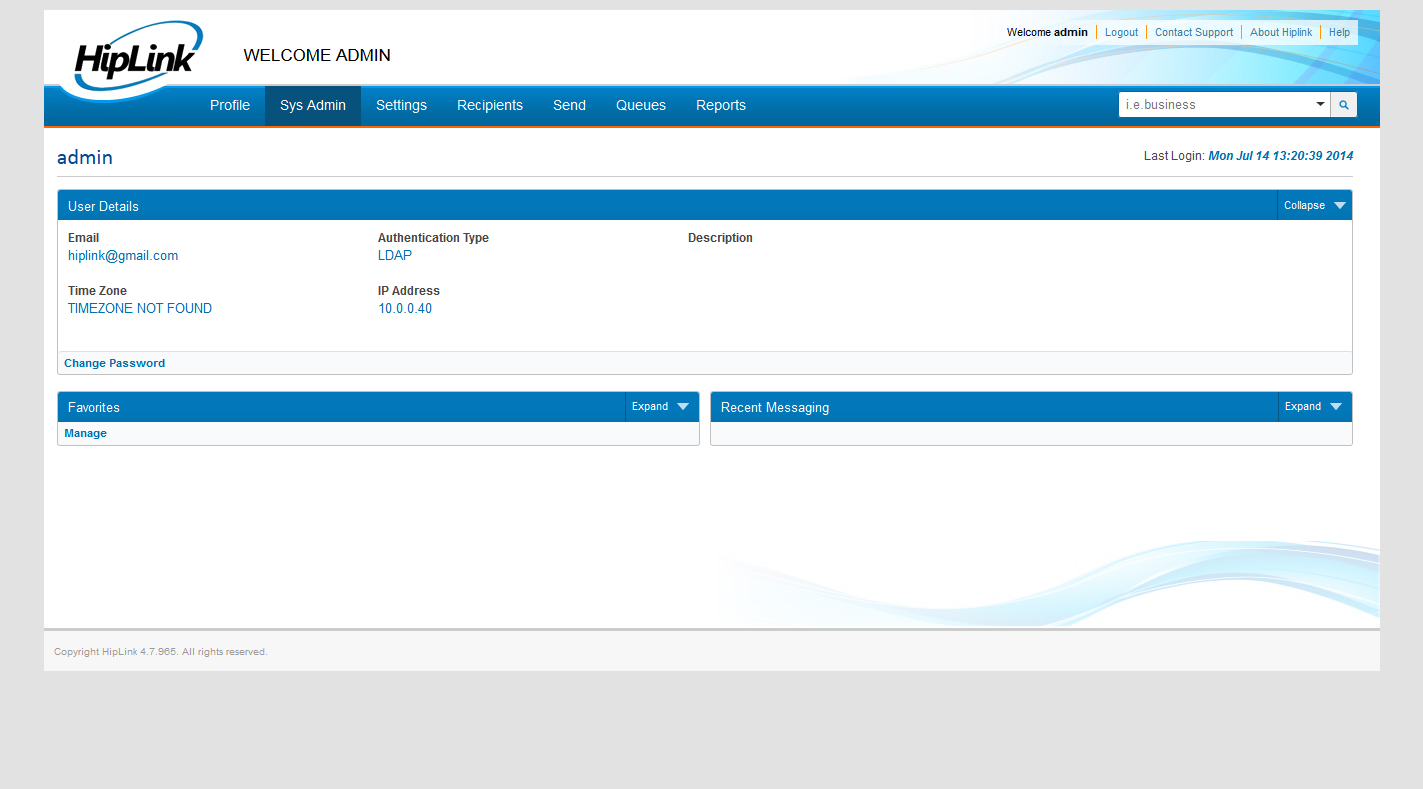 HipLink
WELCOME ADMIN
Welcome admin Logout Contact Support About Hiplink Help
Profile Sys Admin Settings Recipients Send Queues Reports
i.e.business
admin
Last Login: Mon Jul 14 13:20:39 2014
User Details Collapse
Email Authentication Type Description
hiplink@gmail.com LDAP
Time Zone IP Address
TIMEZONE NOT FOUND 10.0.0.40
Change Password
Favorites Expand Recent Messaging Expand
Manage
Copyright HipLink 4.7.965. All rights reserved.